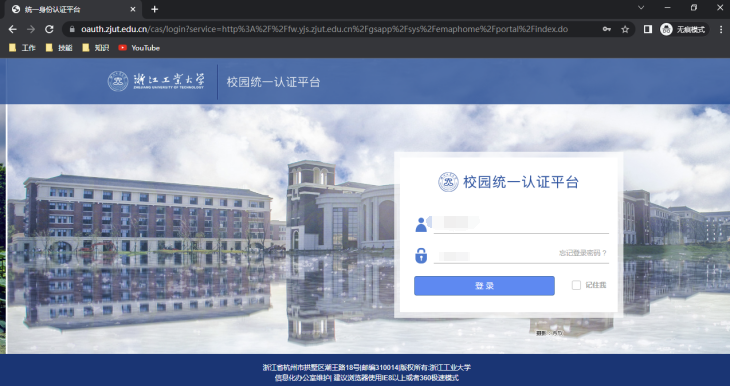 统一身份认证平台
oauth.zjut.edu.cn/cas/login?service=http%3A%2F%2Ffw.yjs.zjut.edu.cn%2Fgsapp%2Fsys%2Femaphome%2Fportal%2Findex.do
无痕模式
工作 技能 知识 YouTube
浙江工业大学 校园统一认证平台
ZHEJIANG UNIVERSITY OF TECHNOLOGY
校园统一认证平台
忘记登录密码？
登 录 记住我
浙江省杭州市拱墅区潮王路18号|邮编310014|版权所有:浙江工业大学
信息化办公室维护| 建议浏览器使用IE8以上或者360极速模式